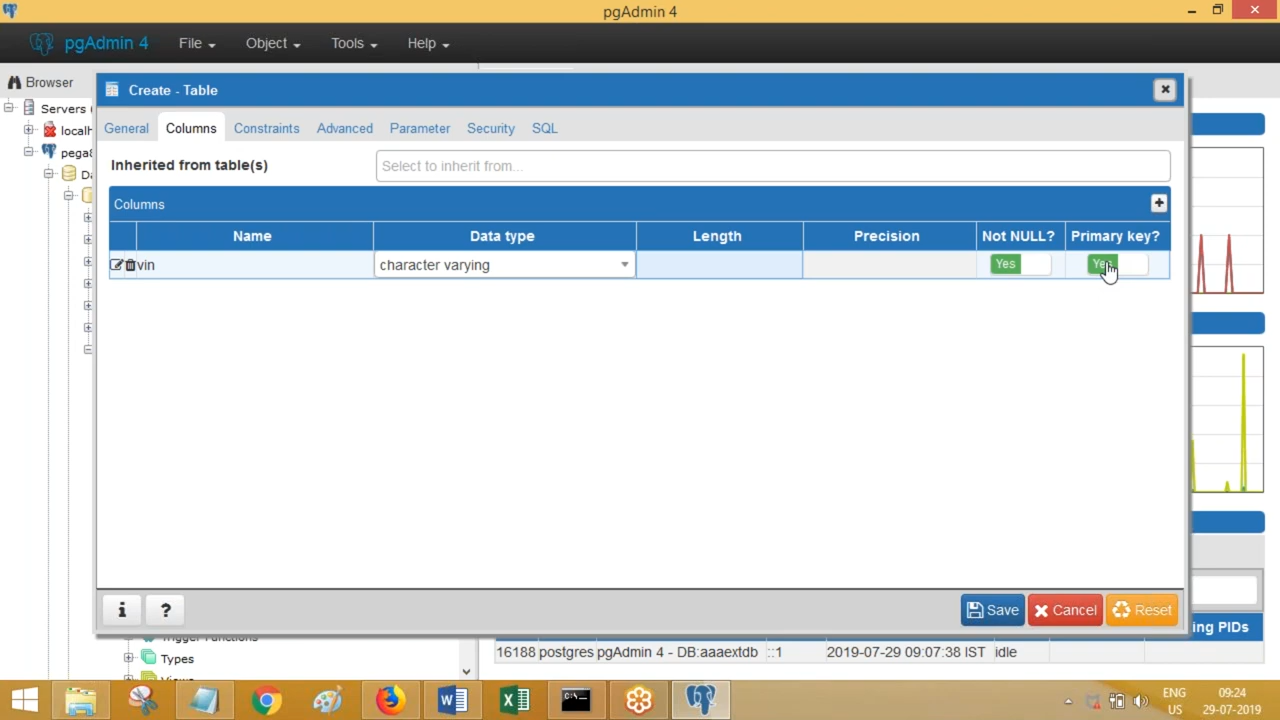 pgAdmin 4
pgAdmin 4 File Object Tools Help
Browser
Create - Table
Servers (
General Columns Constraints Advanced Parameter Security SQL
localh
pega8
Inherited from table(s) Select to inherit from...
Columns
Name Data type Length Precision Not NULL? Primary key?
vin character varying Yes Yes
i ? Save Cancel Reset
ing PIDs
Trigger Functions
16188 postgres pgAdmin 4 - DB:aaaextdb ::1 2019-07-29 09:07:38 IST idle
Types
Views
ENG 09:24
US 29-07-2019